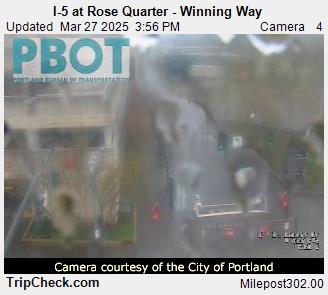 I-5 at Rose Quarter - Winning Way
Updated Mar 27 2025 3:56 PM Camera 4
PBOT
PORTLAND BUREAU OF TRANSPORTATION
Camera courtesy of the City of Portland
TripCheck.com Milepost302.00